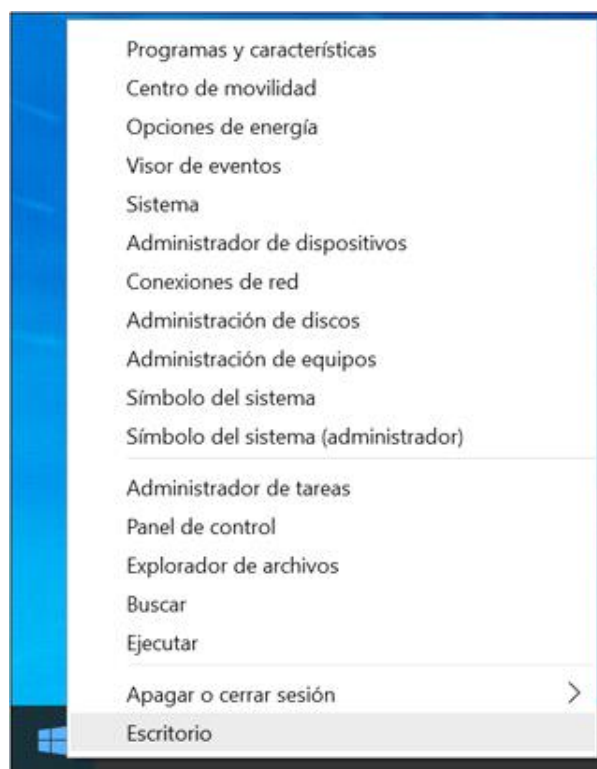 Programas y características
Centro de movilidad
Opciones de energía
Visor de eventos
Sistema
Administrador de dispositivos
Conexiones de red
Administración de discos
Administración de equipos
Símbolo del sistema
Símbolo del sistema (administrador)
Administrador de tareas
Panel de control
Explorador de archivos
Buscar
Ejecutar
Apagar o cerrar sesión
Escritorio